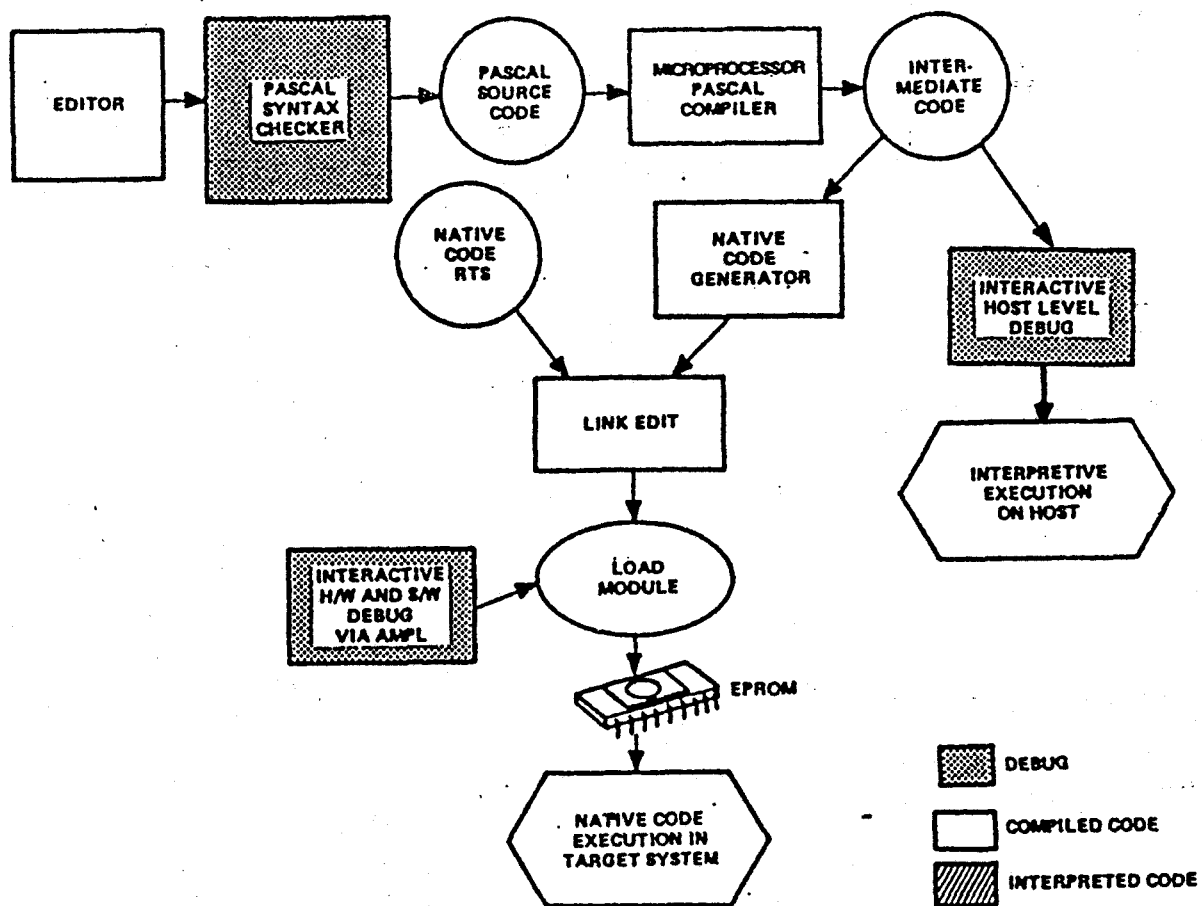 EDITOR
PASCAL
SYNTAX
CHECKER
PASCAL
SOURCE
CODE
MICROPROCESSOR
PASCAL
COMPILER
INTER-
MEDIATE
CODE
NATIVE
CODE
RTS
NATIVE
CODE
GENERATOR
INTERACTIVE
HOST LEVEL
DEBUG
LINK EDIT
INTERPRETIVE
EXECUTION
ON HOST
INTERACTIVE
H/W AND S/W
DEBUG
VIA AMPL
LOAD
MODULE
EPROM
NATIVE CODE
EXECUTION IN
TARGET SYSTEM
DEBUG
COMPILED CODE
INTERPRETED CODE